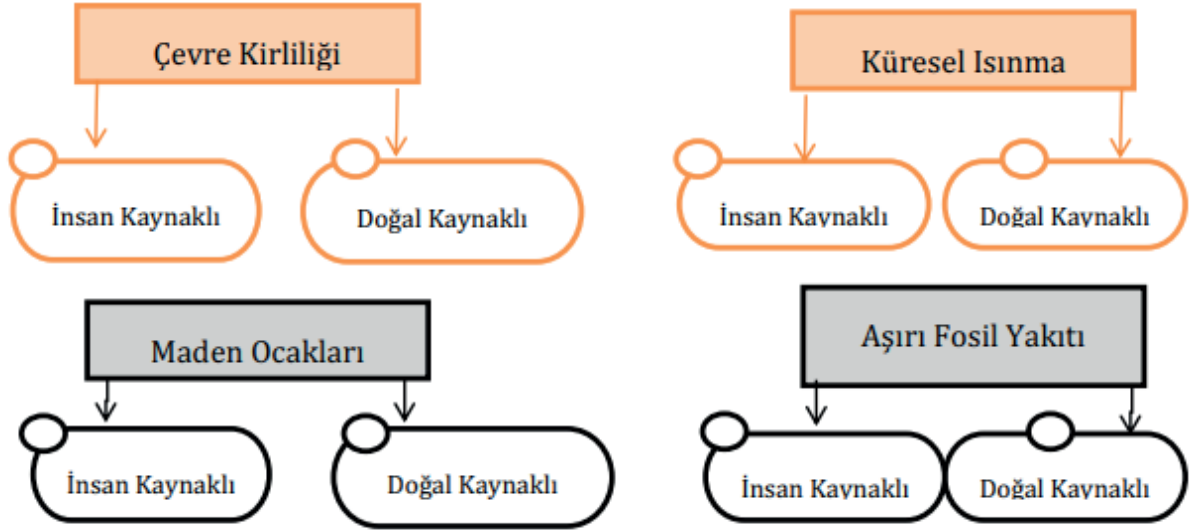 Çevre Kirliliği
Küresel Isınma
İnsan Kaynaklı
Doğal Kaynaklı
İnsan Kaynaklı
Doğal Kaynaklı
Maden Ocakları
Aşırı Fosil Yakıtı
İnsan Kaynaklı
Doğal Kaynaklı
İnsan Kaynaklı
Doğal Kaynaklı